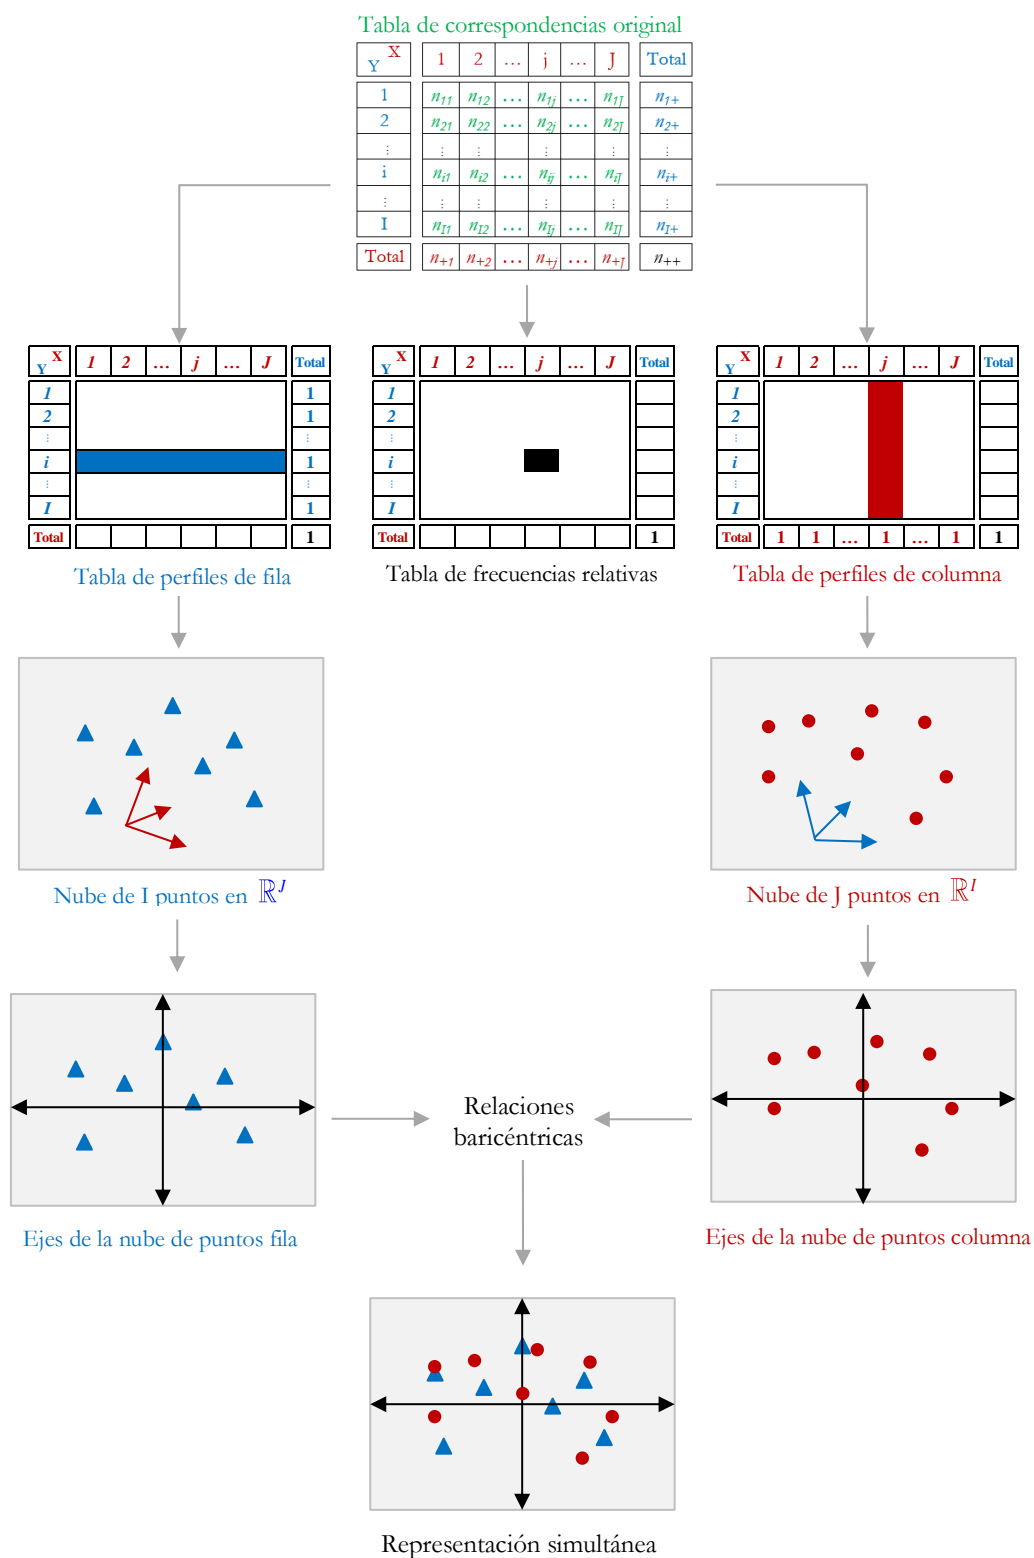 Tabla de correspondencias original
Y X 1 2 … j … J Total
1 n11 n12 … n1j … n1J n1+
2 n21 n22 … n2j … n2J n2+
⋮ ⋮ ⋮ ⋮ ⋮ ⋮
i ni1 ni2 … nij … niJ ni+
⋮ ⋮ ⋮ ⋮ ⋮ ⋮
I nI1 nI2 … nIj … nIJ nI+
Total n+1 n+2 … n+j … n+J n++
Y X 1 2 … j … J Total
1 1
2 1
⋮ ⋮
i 1
⋮ ⋮
I 1
Total 1
Tabla de perfiles de fila
Y X 1 2 … j … J Total
1
2
⋮
i
⋮
I
Total 1
Tabla de frecuencias relativas
Y X 1 2 … j … J Total
1
2
⋮
i
⋮
I
Total 1 1 … 1 … 1 1
Tabla de perfiles de columna
Nube de I puntos en ℝJ
Nube de J puntos en ℝI
Relaciones
baricéntricas
Ejes de la nube de puntos fila
Ejes de la nube de puntos columna
Representación simultánea